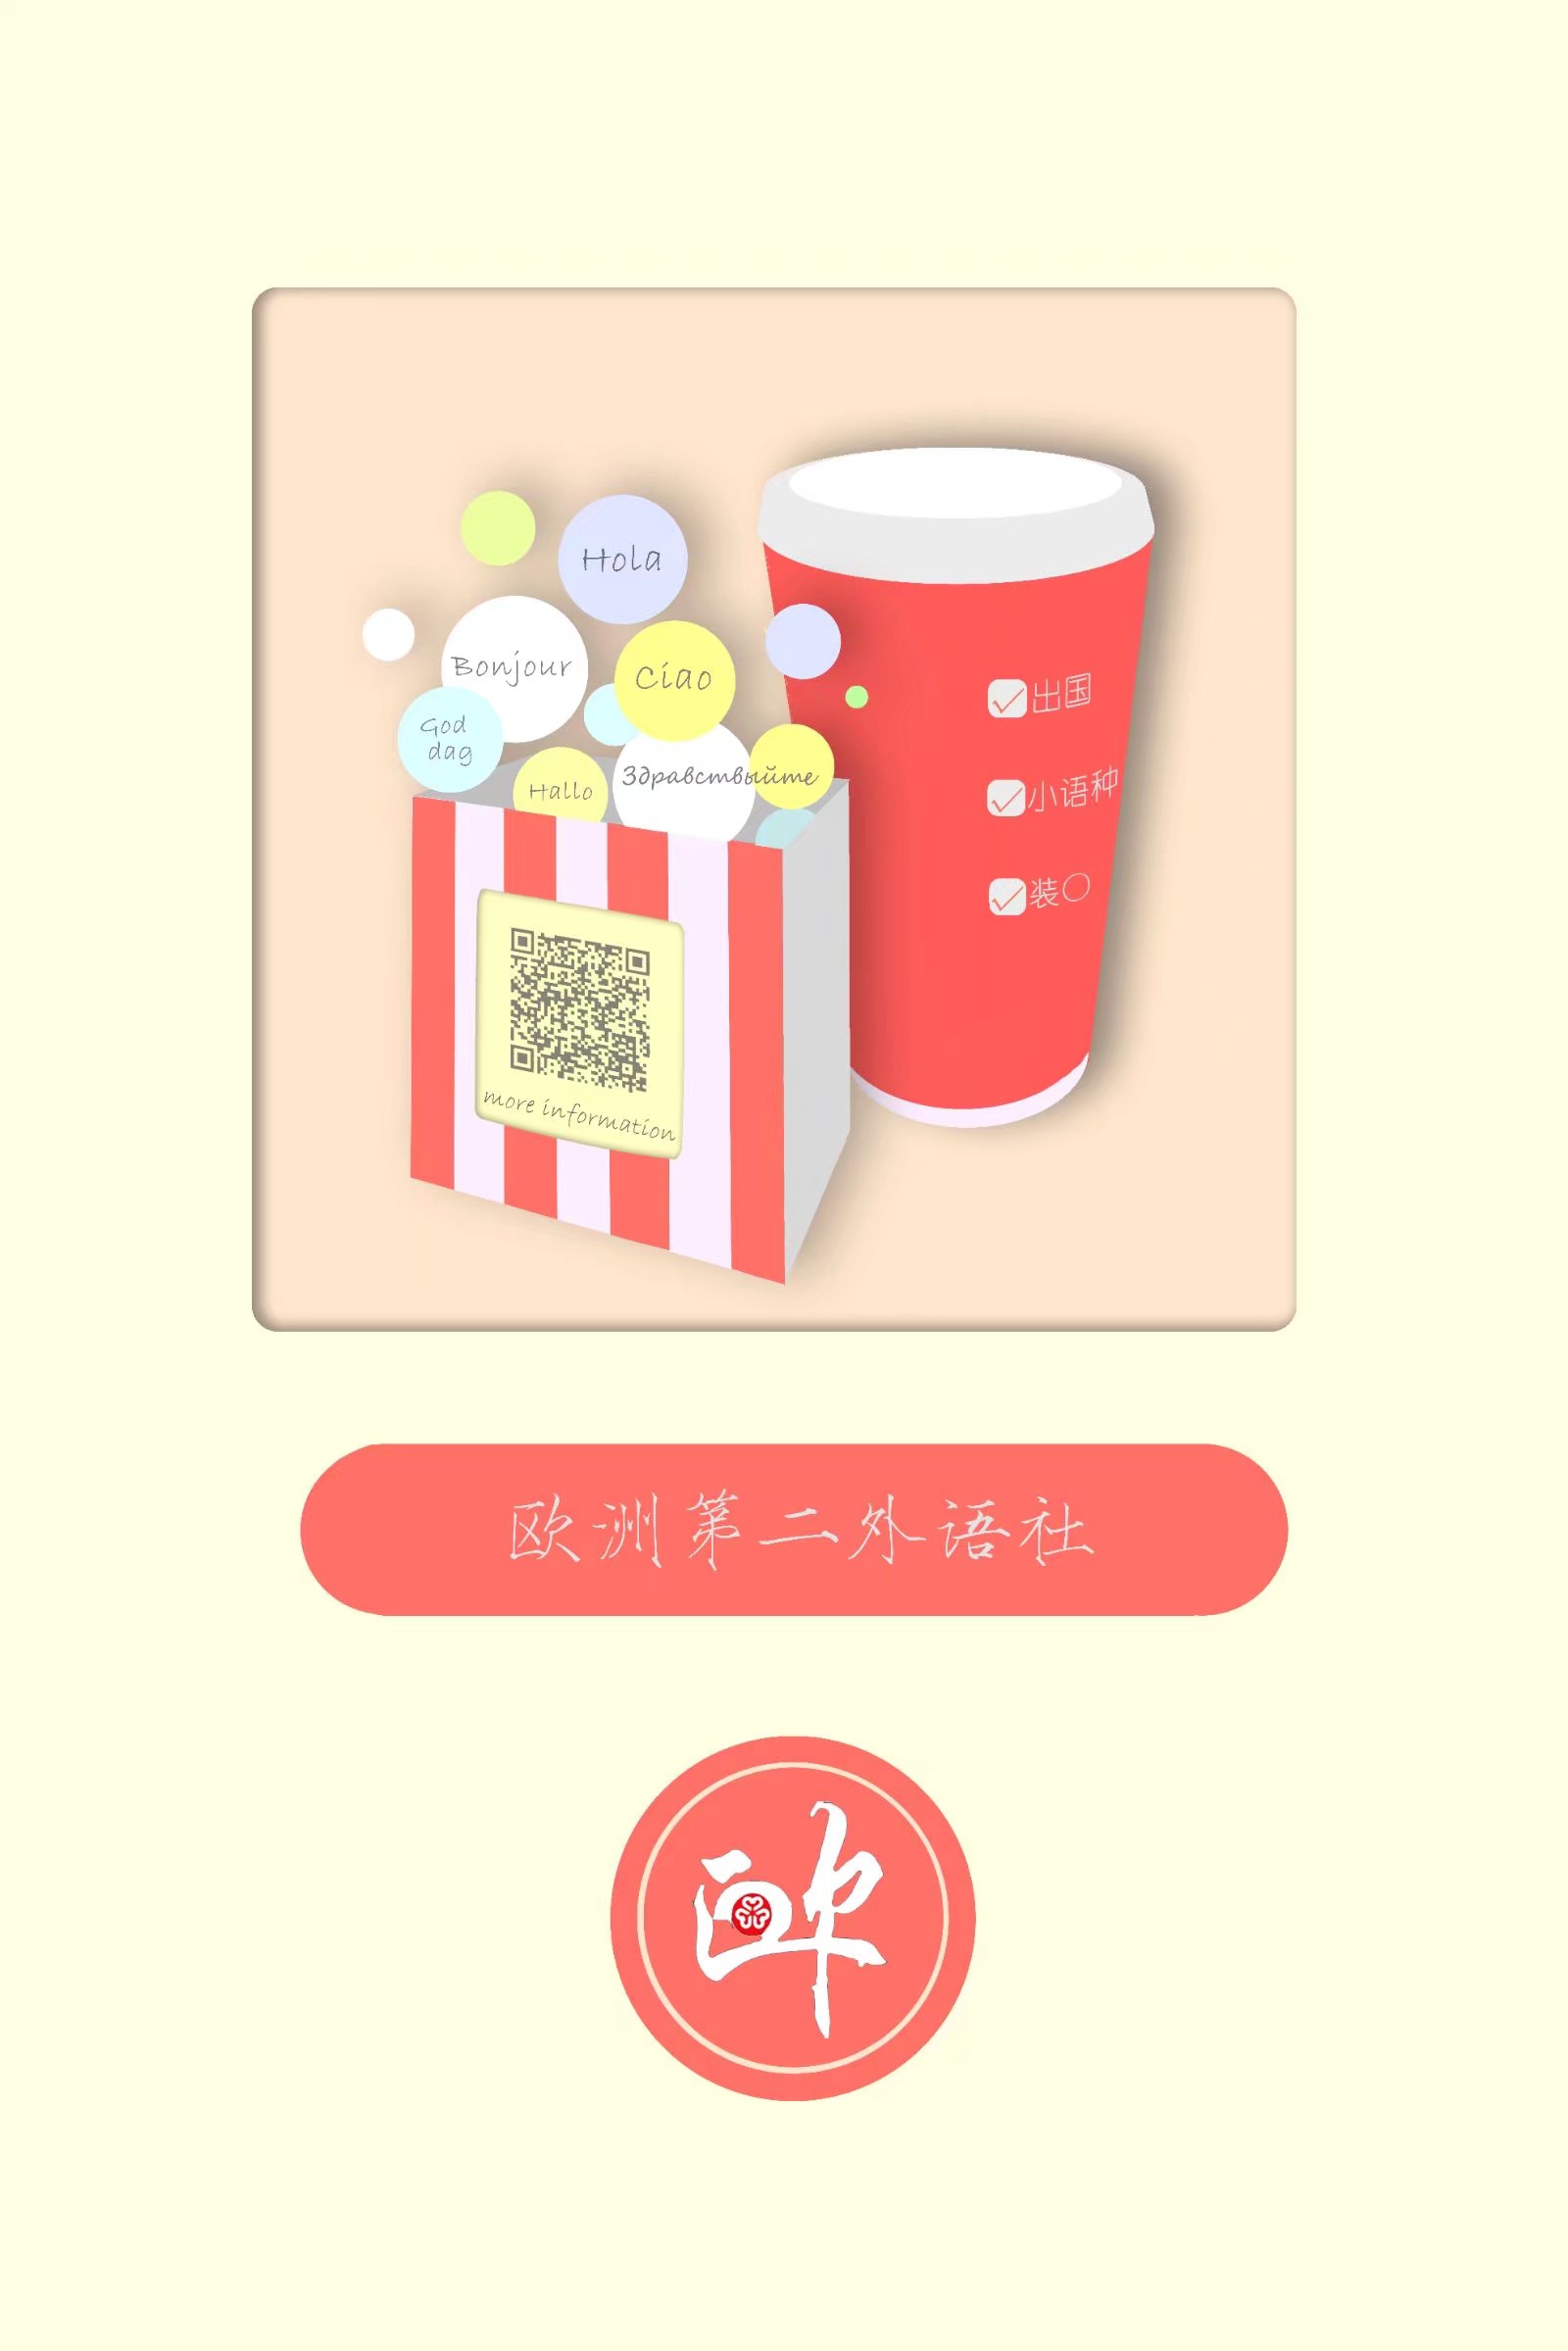 Hola
Bonjour
Ciao
God
dag
Hallo
Здравствыйте
出国
小语种
装〇
more information
欧洲第二外语社